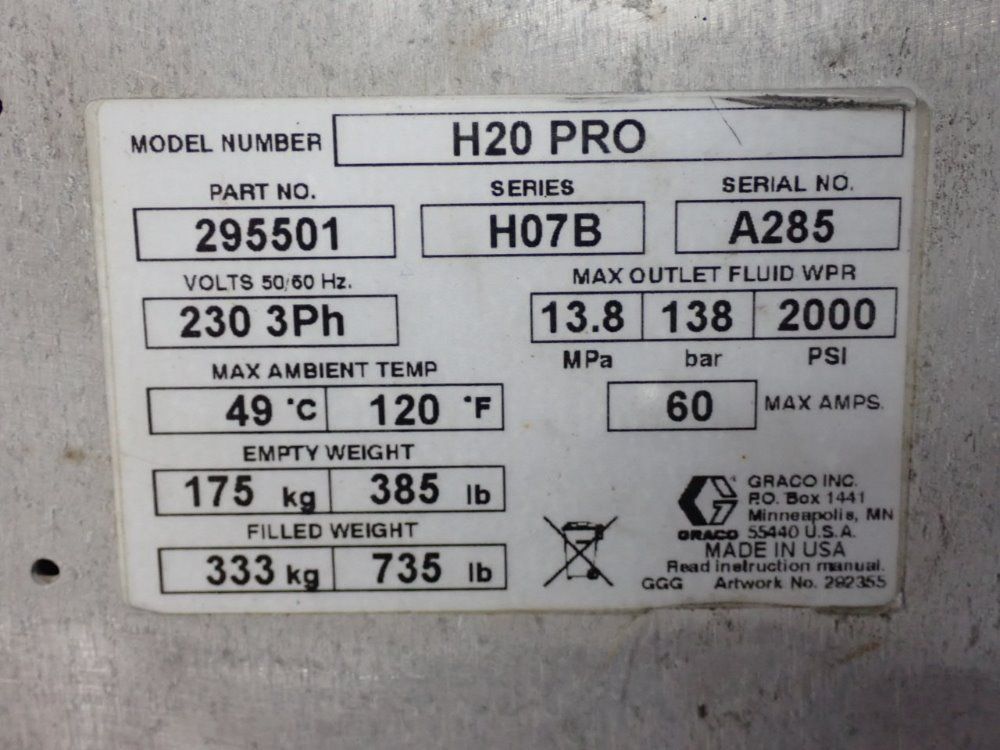 MODEL NUMBER H20 PRO
PART NO. SERIES SERIAL NO.
295501 H07B A285
VOLTS 50/60 Hz. MAX OUTLET FLUID WPR
230 3Ph 13.8 138 2000
MPa bar PSI
MAX AMBIENT TEMP
49 °C 120 °F 60 MAX AMPS.
EMPTY WEIGHT
175 kg 385 lb
FILLED WEIGHT
333 kg 735 lb
GRACO
GRACO INC.
P.O. Box 1441
Minneapolis, MN
55440 U.S.A.
MADE IN USA
Read instruction manual.
GGG Artwork No. 292355